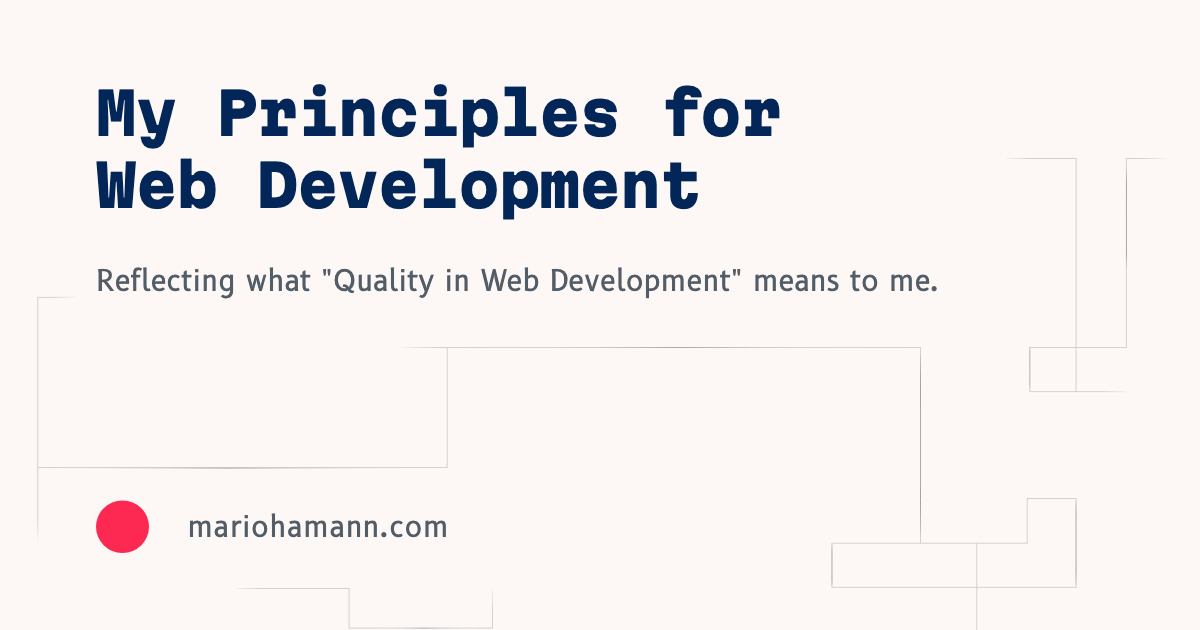 My Principles for
Web Development
Reflecting what "Quality in Web Development" means to me.
mariohamann.com